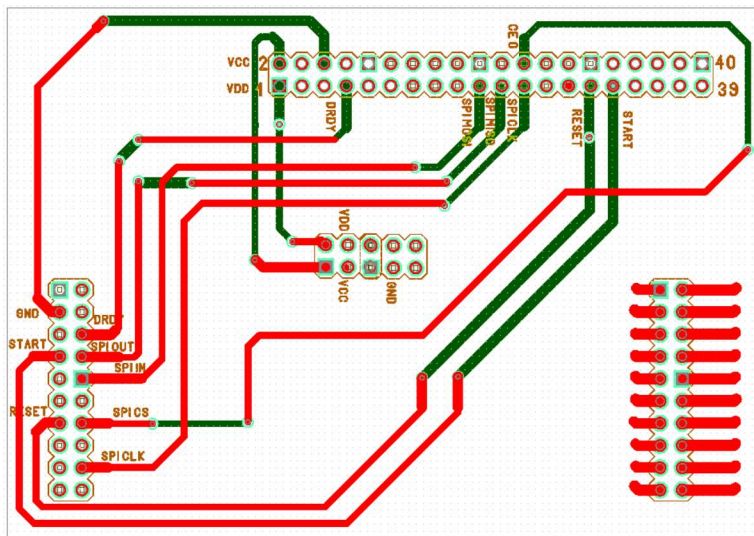 CE0
VCC 2
40
VDD 1
39
DRDY
SPIMOSI
SPIMISO
SPICLK
RESET
START
VDD
VCC
GND
GND
DRDY
START
SPIOUT
SPIIN
RESET
SPICS
SPICLK